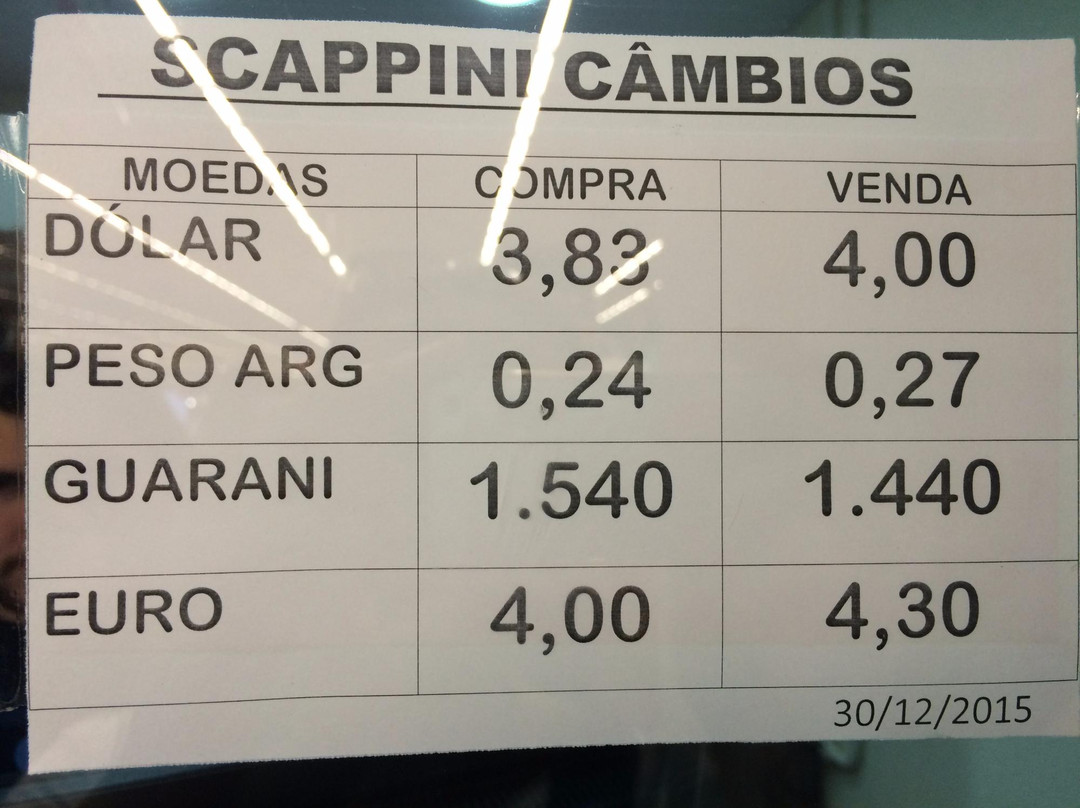 SCAPPINI CÂMBIOS
MOEDAS COMPRA VENDA
DÓLAR 3,83 4,00
PESO ARG 0,24 0,27
GUARANI 1.540 1.440
EURO 4,00 4,30
30/12/2015